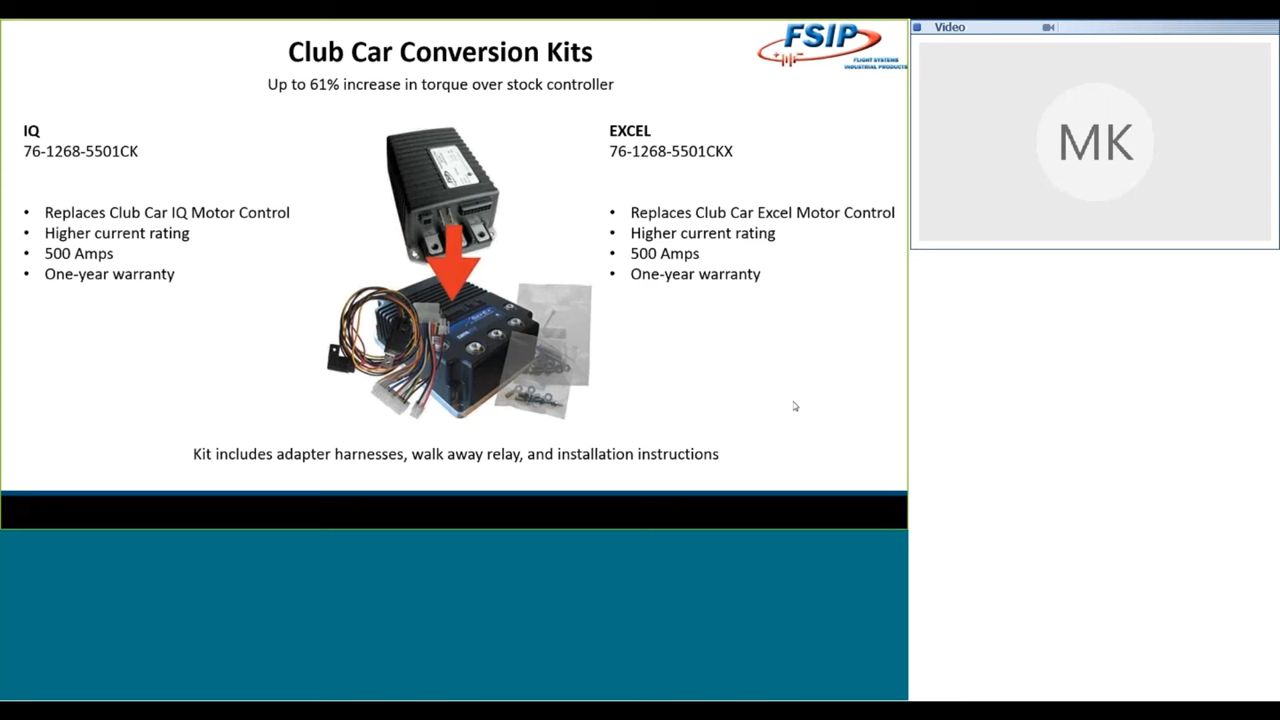 Club Car Conversion Kits
Up to 61% increase in torque over stock controller
FSIP
FLIGHT SYSTEMS
INDUSTRIAL PRODUCTS
IQ
76-1268-5501CK
• Replaces Club Car IQ Motor Control
• Higher current rating
• 500 Amps
• One-year warranty
EXCEL
76-1268-5501CKX
• Replaces Club Car Excel Motor Control
• Higher current rating
• 500 Amps
• One-year warranty
Kit includes adapter harnesses, walk away relay, and installation instructions
Video
MK